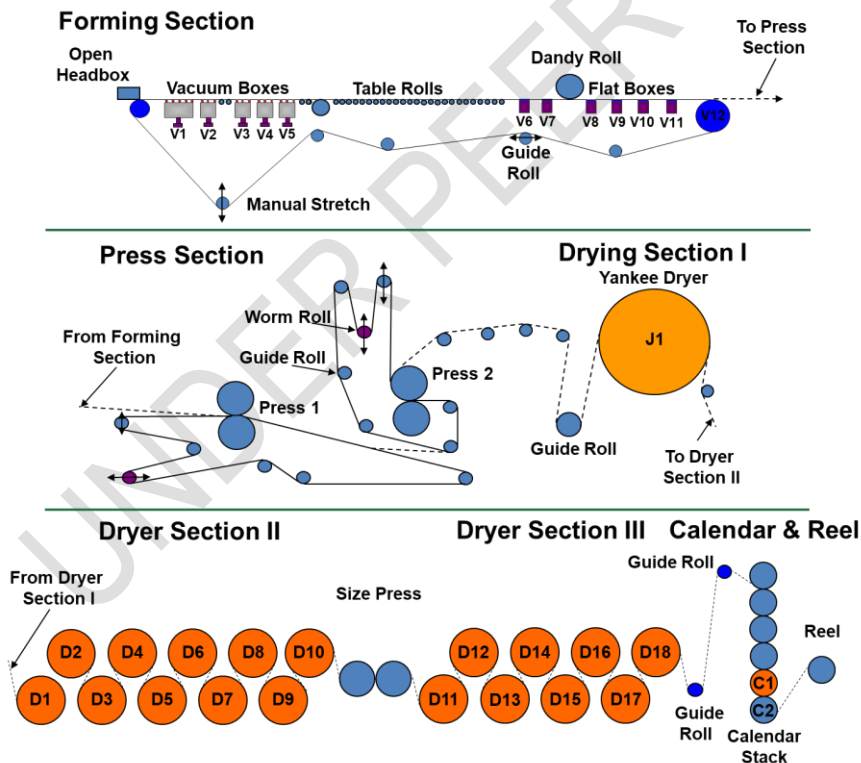 UNDER PEER
Forming Section
Open
Headbox
Vacuum Boxes
Table Rolls
Dandy Roll
Flat Boxes
To Press
Section
V1
V2
V3
V4
V5
V6
V7
V8
V9
V10
V11
V12
Guide
Roll
Manual Stretch
Press Section
Drying Section I
Yankee Dryer
From Forming
Section
Worm Roll
Guide Roll
Press 1
Press 2
J1
Guide Roll
To Dryer
Section II
Dryer Section II
Dryer Section III
Calendar & Reel
From Dryer
Section I
Size Press
Guide Roll
Reel
D2
D4
D6
D8
D10
D1
D3
D5
D7
D9
D12
D14
D16
D18
D11
D13
D15
D17
C1
C2
Guide
Roll
Calendar
Stack